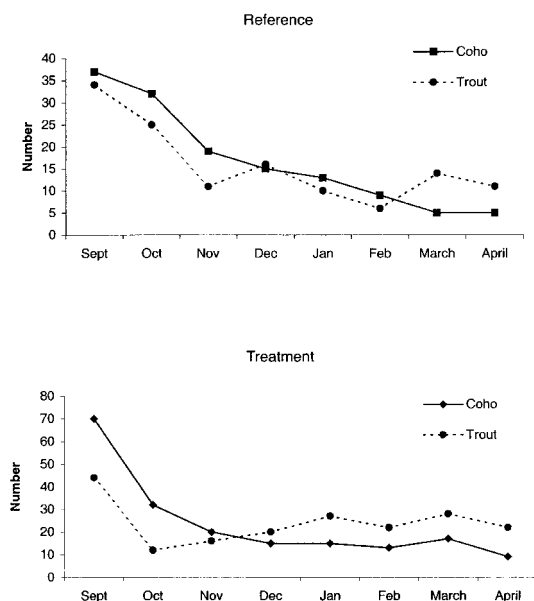 Reference
Coho
Trout
Number
40
35
30
25
20
15
10
5
0
Sept Oct Nov Dec Jan Feb March April
Treatment
Coho
Trout
Number
80
70
60
50
40
30
20
10
0
Sept Oct Nov Dec Jan Feb March April